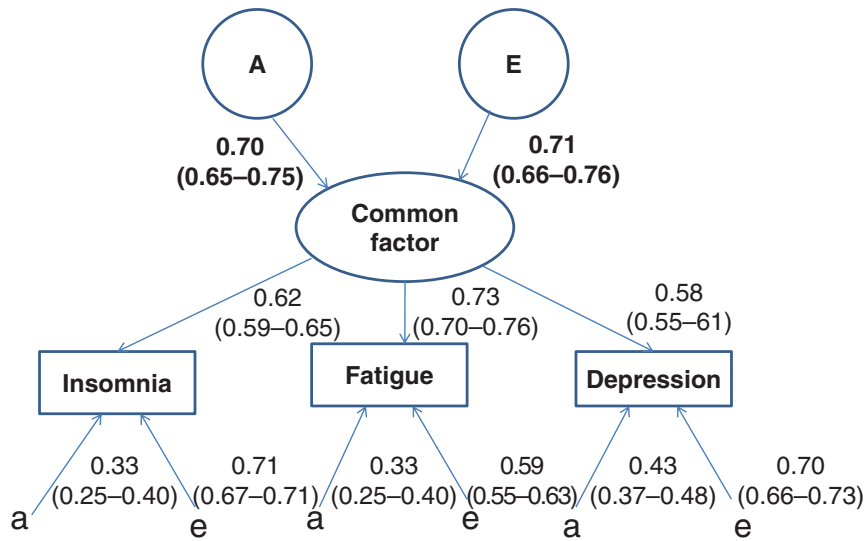 A
E
0.70
(0.65–0.75)
0.71
(0.66–0.76)
Common
factor
0.62
(0.59–0.65)
0.73
(0.70–0.76)
0.58
(0.55–61)
Insomnia
Fatigue
Depression
0.33
(0.25–0.40)
0.71
(0.67–0.71)
0.33
(0.25–0.40)
0.59
(0.55–0.63)
0.43
(0.37–0.48)
0.70
(0.66–0.73)
a
e
a
e
a
e